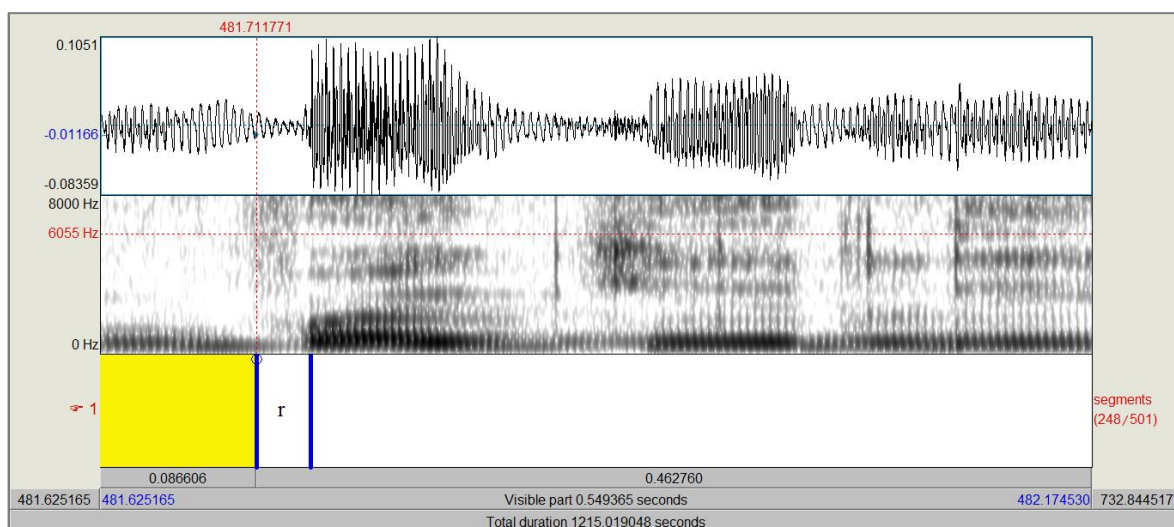 481.711771
0.1051
-0.01166
-0.08359
8000 Hz
6055 Hz
0 Hz
☞ 1
r
segments
(248/501)
0.086606 0.462760
481.625165 481.625165 Visible part 0.549365 seconds 482.174530 732.844517
Total duration 1215.019048 seconds